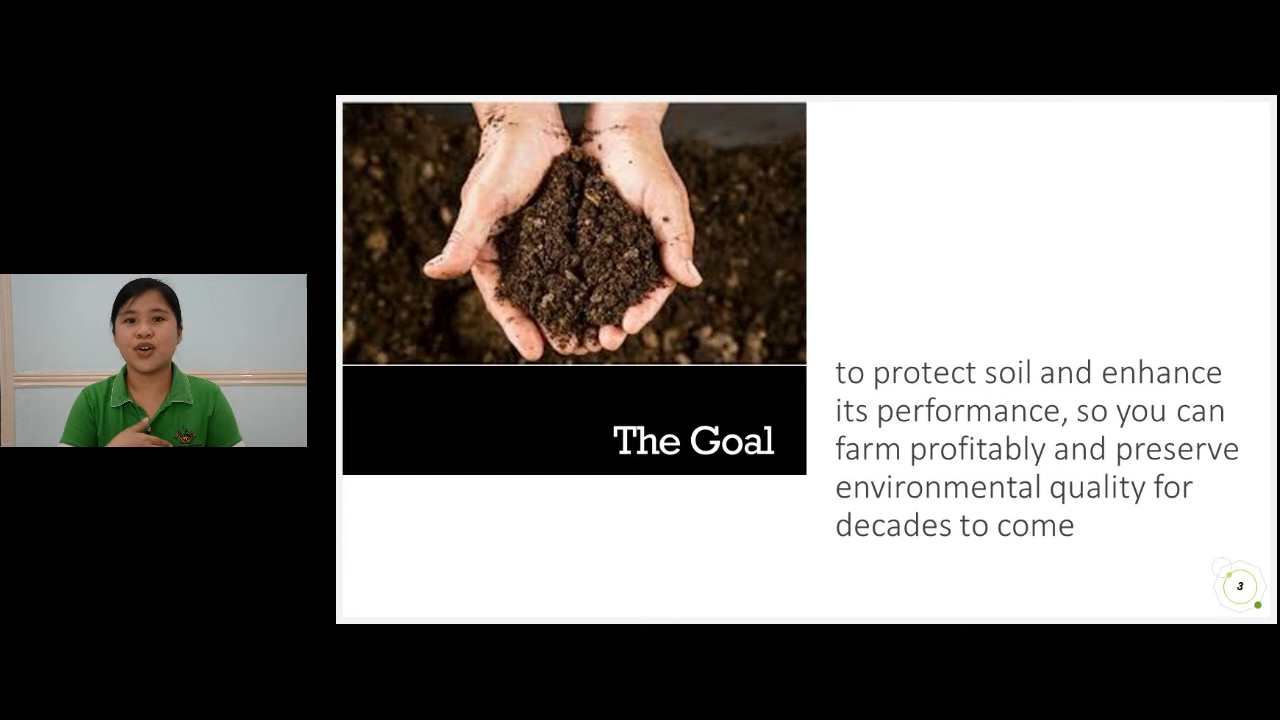 The Goal
to protect soil and enhance
its performance, so you can
farm profitably and preserve
environmental quality for
decades to come
3